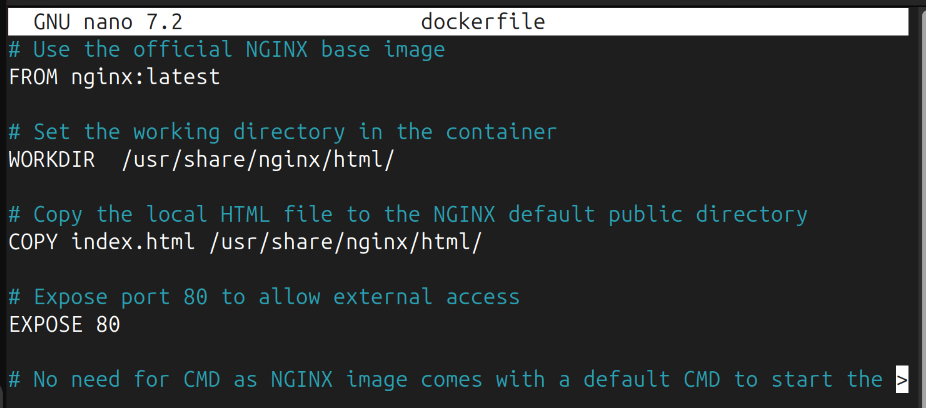 GNU nano 7.2 dockerfile
# Use the official NGINX base image
FROM nginx:latest
# Set the working directory in the container
WORKDIR  /usr/share/nginx/html/
# Copy the local HTML file to the NGINX default public directory
COPY index.html /usr/share/nginx/html/
# Expose port 80 to allow external access
EXPOSE 80
# No need for CMD as NGINX image comes with a default CMD to start the >